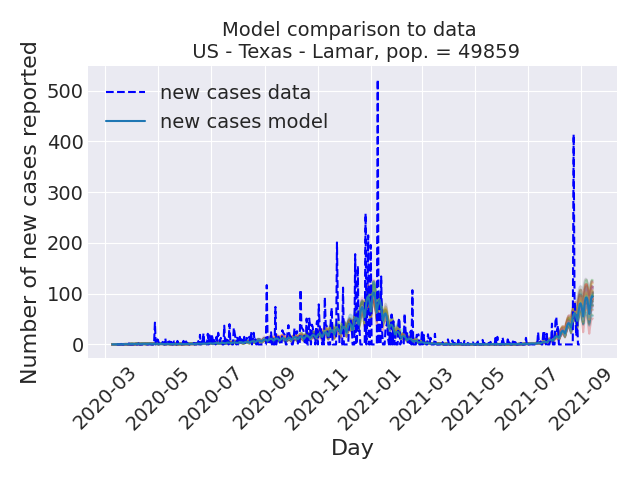 Model comparison to data
US - Texas - Lamar, pop. = 49859
Number of new cases reported
500
400
300
200
100
0
new cases data
new cases model
2020-03
2020-05
2020-07
2020-09
2020-11
2021-01
2021-03
2021-05
2021-07
2021-09
Day